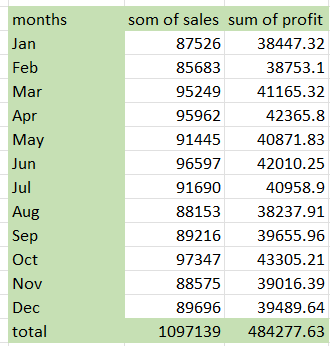 months som of sales sum of profit
Jan 87526 38447.32
Feb 85683 38753.1
Mar 95249 41165.32
Apr 95962 42365.8
May 91445 40871.83
Jun 96597 42010.25
Jul 91690 40958.9
Aug 88153 38237.91
Sep 89216 39655.96
Oct 97347 43305.21
Nov 88575 39016.39
Dec 89696 39489.64
total 1097139 484277.63